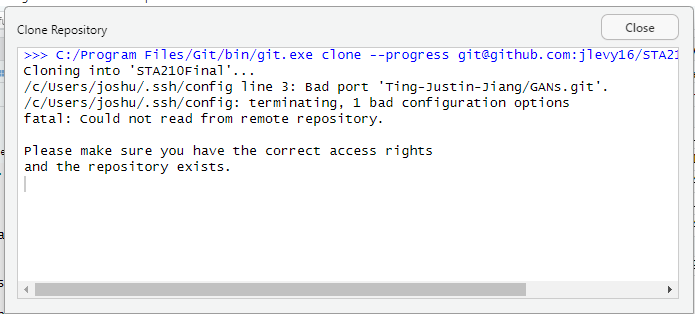 Clone Repository
Close
>>> C:/Program Files/Git/bin/git.exe clone --progress git@github.com:jlevy16/STA21
Cloning into 'STA210Final'...
/c/Users/joshu/.ssh/config line 3: Bad port 'Ting-Justin-Jiang/GANs.git'.
/c/Users/joshu/.ssh/config: terminating, 1 bad configuration options
fatal: Could not read from remote repository.
Please make sure you have the correct access rights
and the repository exists.